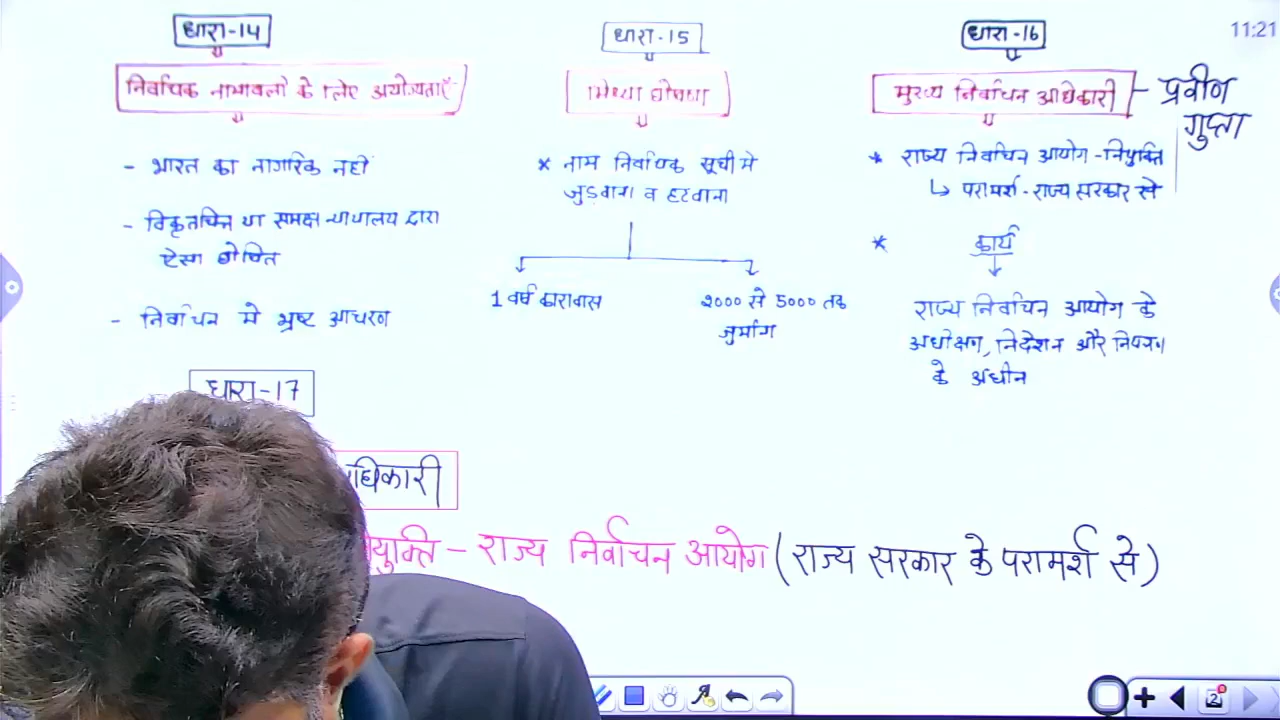 धारा-14
निर्वाचक नामावली के लिए अयोग्यताएँ
- भारत का नागरिक नहीं
- विकृतचित्त या समक्ष न्यायालय द्वारा
ऐसा घोषित
- निर्वाचन मे भ्रष्ट आचरण
धारा-15
मिथ्या घोषणा
* नाम निर्वाचक सूची मे
जुड़वाना व हटवाना
1 वर्ष कारावास
2000 से 5000 तक
जुर्माना
धारा-16
मुख्य निर्वाचन अधिकारी - प्रवीण
गुप्ता
* राज्य निर्वाचन आयोग - नियुक्ति
↳ परामर्श - राज्य सरकार से
* कार्य
राज्य निर्वाचन आयोग के
अधीक्षण, निर्देशन और नियंत्रण
के अधीन
11:21
धारा-17
धिकारी
युक्ति - राज्य निर्वाचन आयोग (राज्य सरकार के परामर्श से)
2